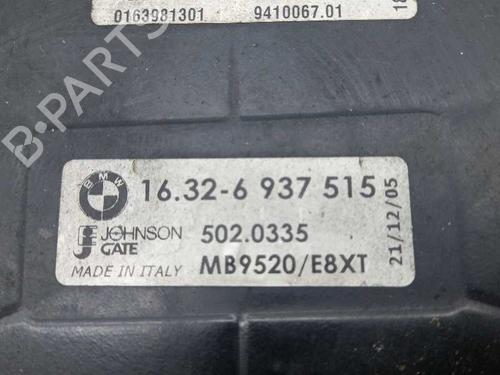 0163981301 9410067.01
18
B-PARTS
BMW
16.32-6 937 515
JOHNSON
GATE
502.0335
MADE IN ITALY
MB9520/E8XT
21/12/05